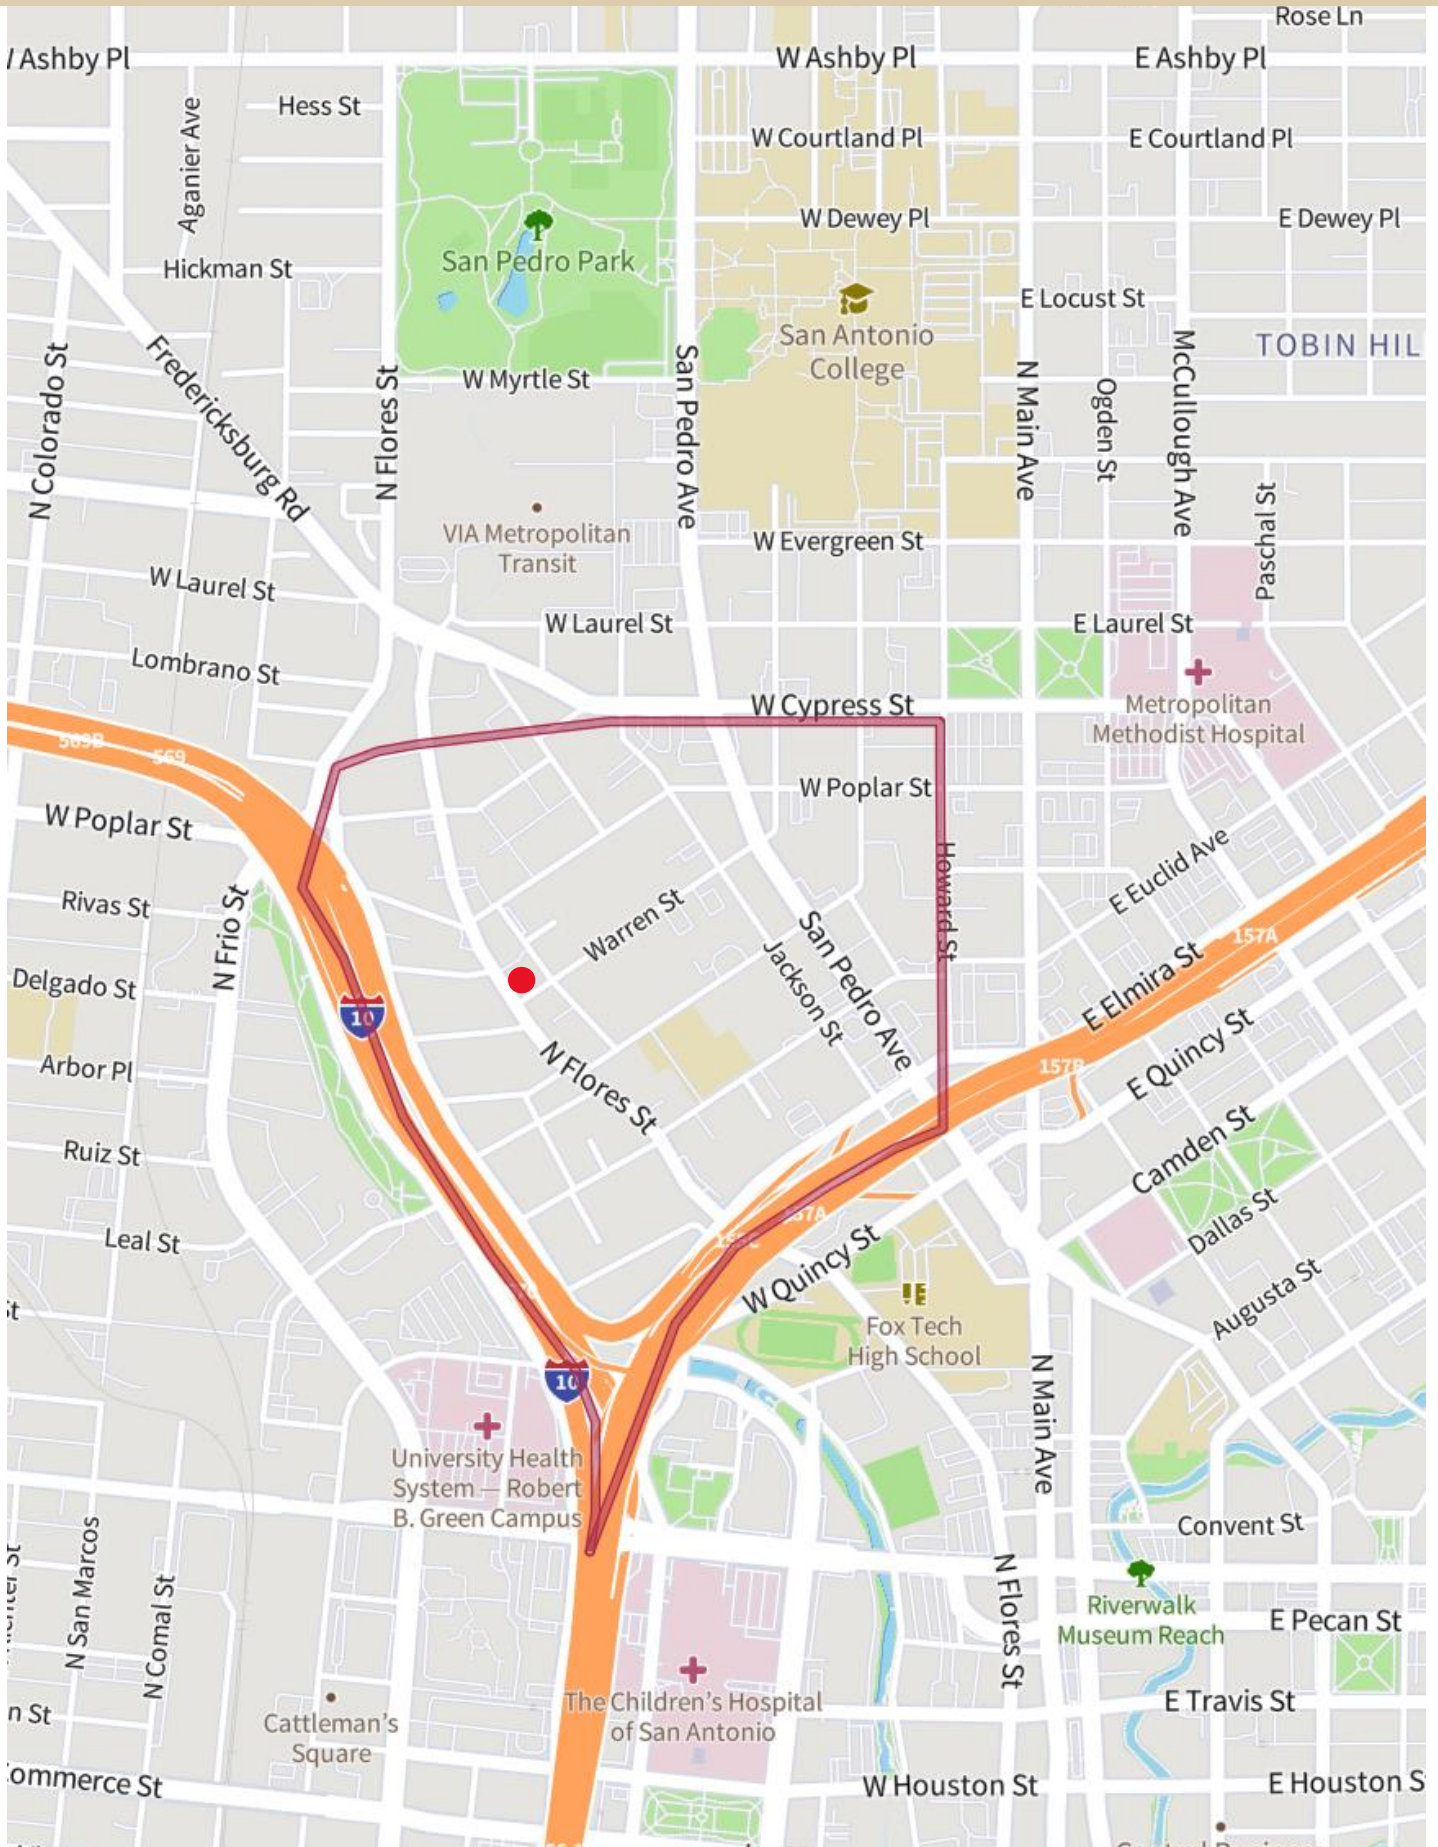 Rose Ln
W Ashby Pl
E Ashby Pl
Ashby Pl
Hess St
Aganier Ave
W Courtland Pl
E Courtland Pl
W Dewey Pl
E Dewey Pl
San Pedro Park
Hickman St
E Locust St
San Antonio
College
TOBIN HIL
N Colorado St
Fredericksburg Rd
N Flores St
W Myrtle St
San Pedro Ave
N Main Ave
Ogden St
McCullough Ave
Paschal St
VIA Metropolitan
Transit
W Evergreen St
W Laurel St
W Laurel St
E Laurel St
Lombrano St
W Cypress St
Metropolitan
Methodist Hospital
569B
569
W Poplar St
W Poplar St
Howard St
E Euclid Ave
Rivas St
N Frio St
Warren St
San Pedro Ave
Jackson St
157A
Delgado St
E Elmira St
10
Arbor Pl
N Flores St
157B
E Quincy St
Camden St
Ruiz St
Leal St
157A
W Quincy St
Dallas St
Augusta St
St
Fox Tech
High School
10
N Main Ave
University Health
System — Robert
B. Green Campus
N San Marcos
N Comal St
Convent St
N Flores St
Riverwalk
Museum Reach
E Pecan St
The Children's Hospital
of San Antonio
E Travis St
n St
Cattleman's
Square
ommerce St
W Houston St
E Houston S